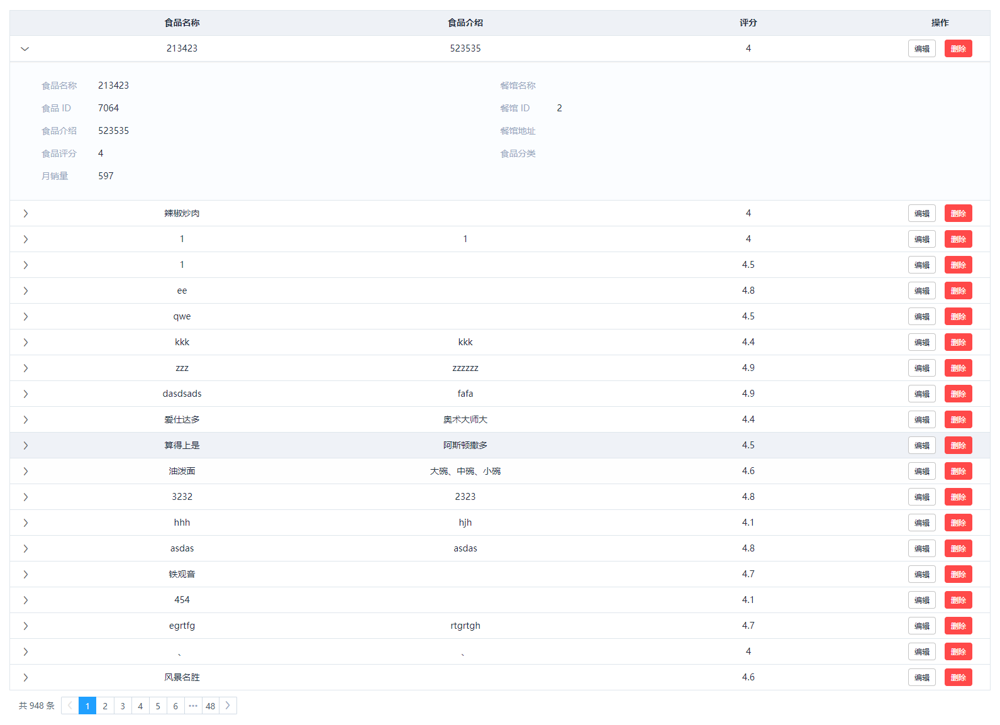 食品名称 食品介绍 评分 操作
213423 523535 4 编辑 删除
食品名称 213423 餐馆名称
食品 ID 7064 餐馆 ID 2
食品介绍 523535 餐馆地址
食品评分 4 食品分类
月销量 597
辣椒炒肉 4 编辑 删除
1 1 4 编辑 删除
1 4.5 编辑 删除
ee 4.8 编辑 删除
qwe 4.5 编辑 删除
kkk kkk 4.4 编辑 删除
zzz zzzzzz 4.9 编辑 删除
dasdsads fafa 4.9 编辑 删除
爱仕达多 奥术大师大 4.4 编辑 删除
算得上是 阿斯顿撒多 4.5 编辑 删除
油泼面 大碗、中碗、小碗 4.6 编辑 删除
3232 2323 4.8 编辑 删除
hhh hjh 4.1 编辑 删除
asdas asdas 4.8 编辑 删除
铁观音 4.7 编辑 删除
454 4.1 编辑 删除
egrtfg rtgrtgh 4.7 编辑 删除
、 、 4 编辑 删除
风景名胜 4.6 编辑 删除
共 948 条 1 2 3 4 5 6 ••• 48